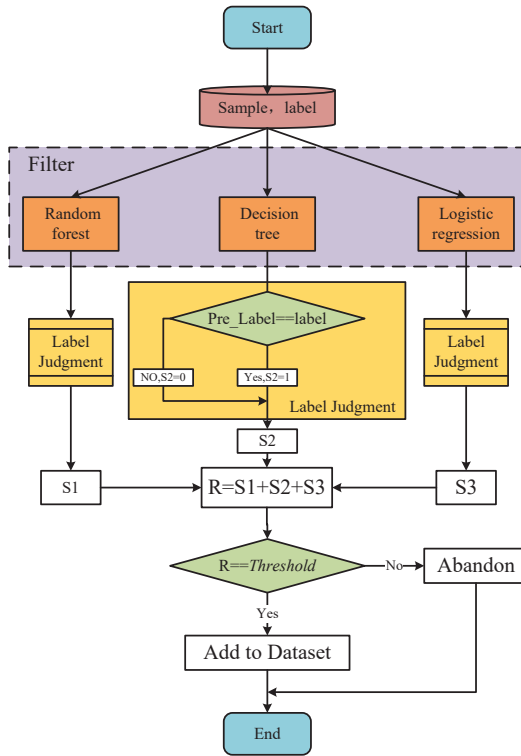 Start
Sample，label
Filter
Random
forest
Decision
tree
Logistic
regression
Pre_Label==label
Label
Judgment
NO,S2=0
Yes,S2=1
Label
Judgment
Label Judgment
S2
S1
R=S1+S2+S3
S3
R==Threshold
No
Abandon
Yes
Add to Dataset
End